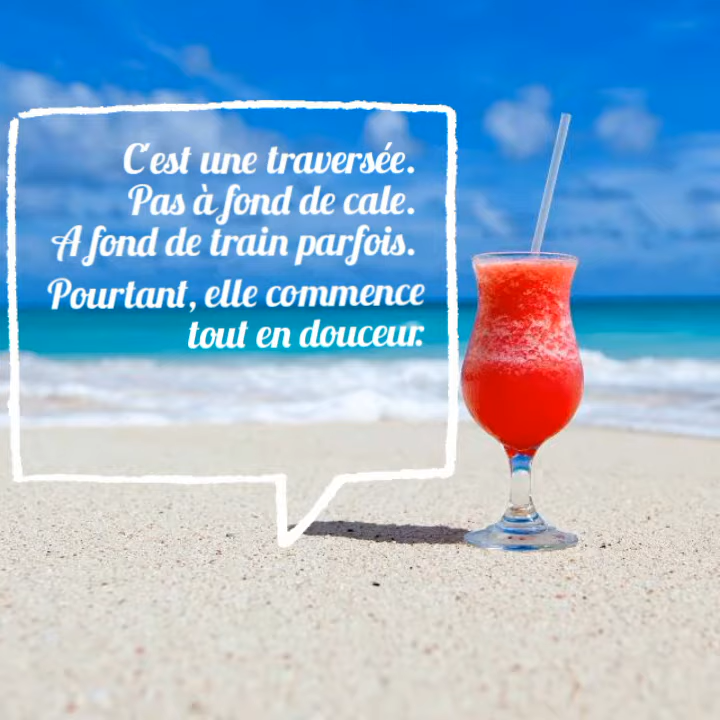 C'est une traversée.
Pas à fond de cale.
A fond de train parfois.
Pourtant, elle commence
tout en douceur.